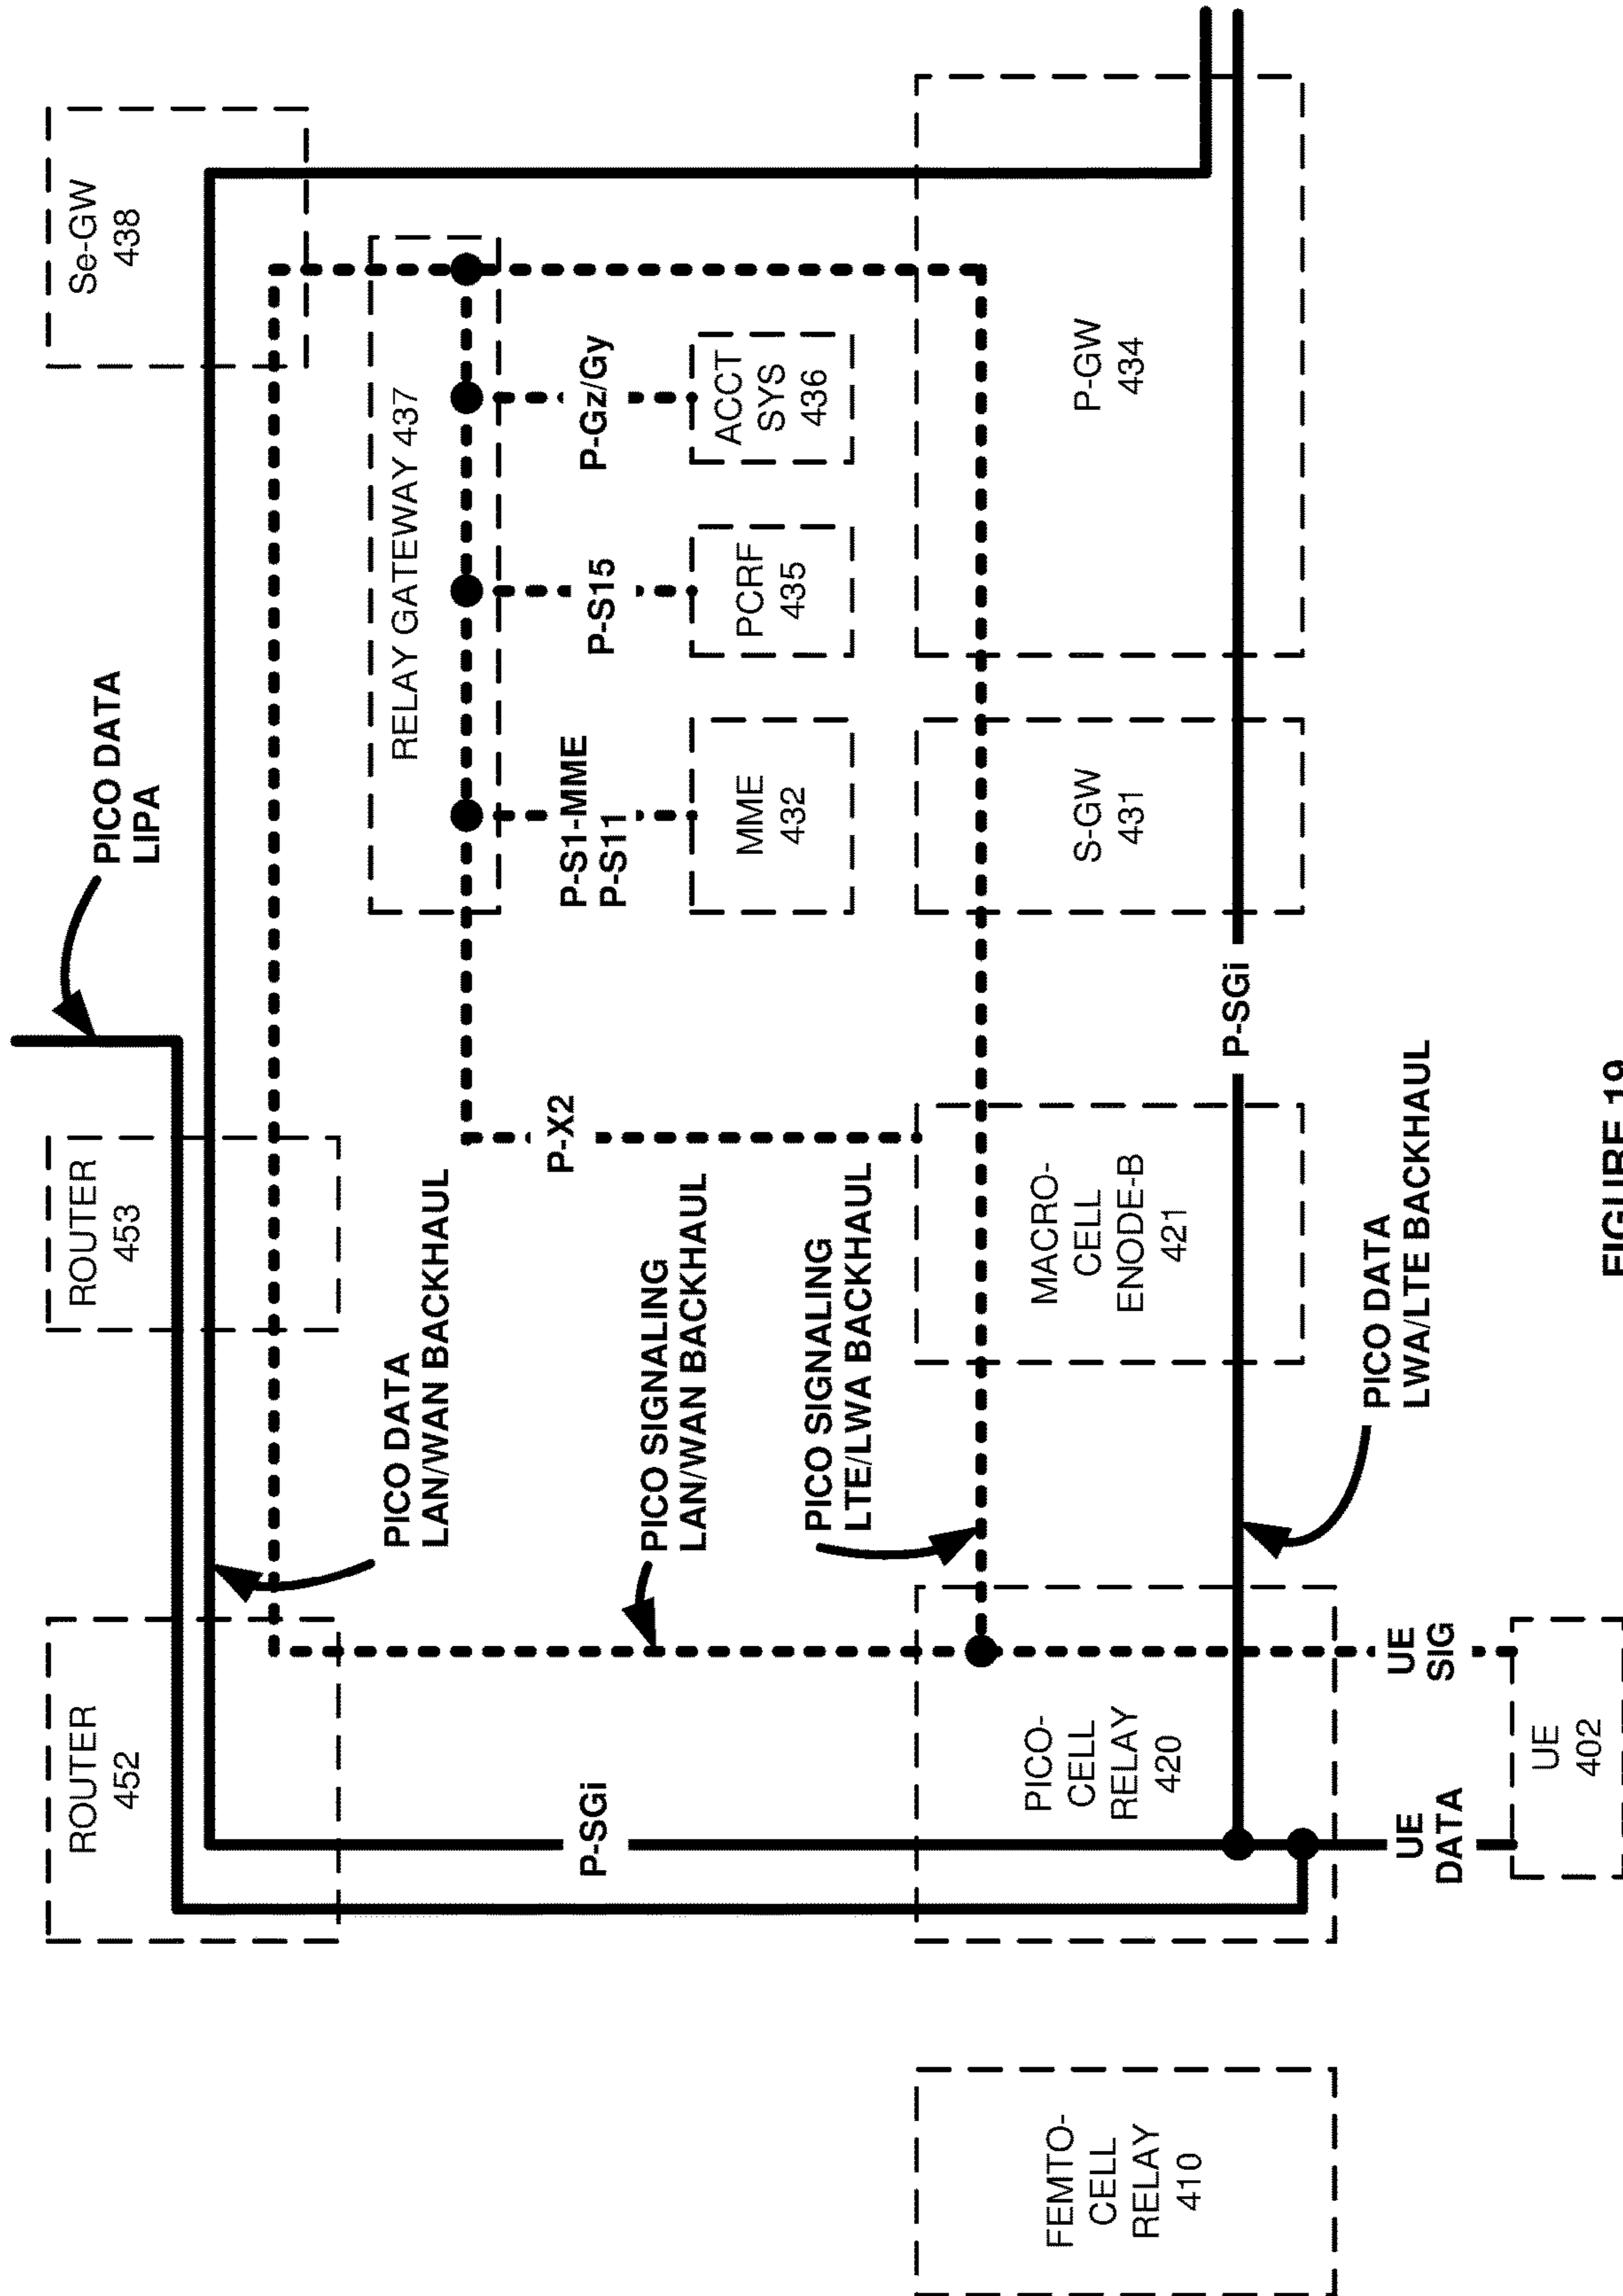 PICO DATA
LIPA
ROUTER
452
ROUTER
453
Se-GW
438
PICO DATA
LAN/WAN BACKHAUL
RELAY GATEWAY 437
P-SGi
PICO SIGNALING
LAN/WAN BACKHAUL
P-X2
P-S1-MME
P-S11
P-S15
P-Gz/Gy
PICO SIGNALING
LTE/LWA BACKHAUL
MME
432
PCRF
435
ACCT
SYS
436
FEMTO-
CELL
RELAY
410
PICO-
CELL
RELAY
420
MACRO-
CELL
ENODE-B
421
S-GW
431
P-GW
434
P-SGi
UE
DATA
UE
SIG
PICO DATA
LWA/LTE BACKHAUL
UE
402
FIGURE 19